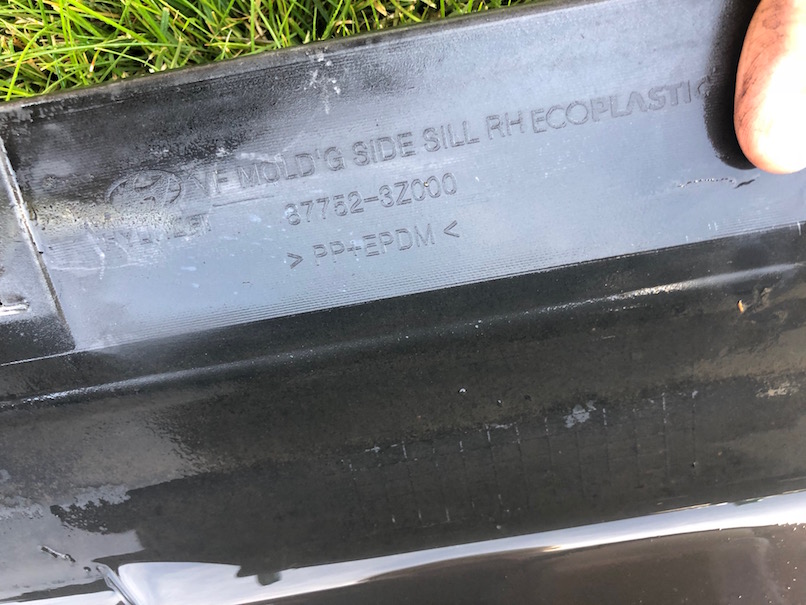 VF MOLD'G SIDE SILL RH ECOPLASTIC
87752-3Z000
> PP+EPDM <